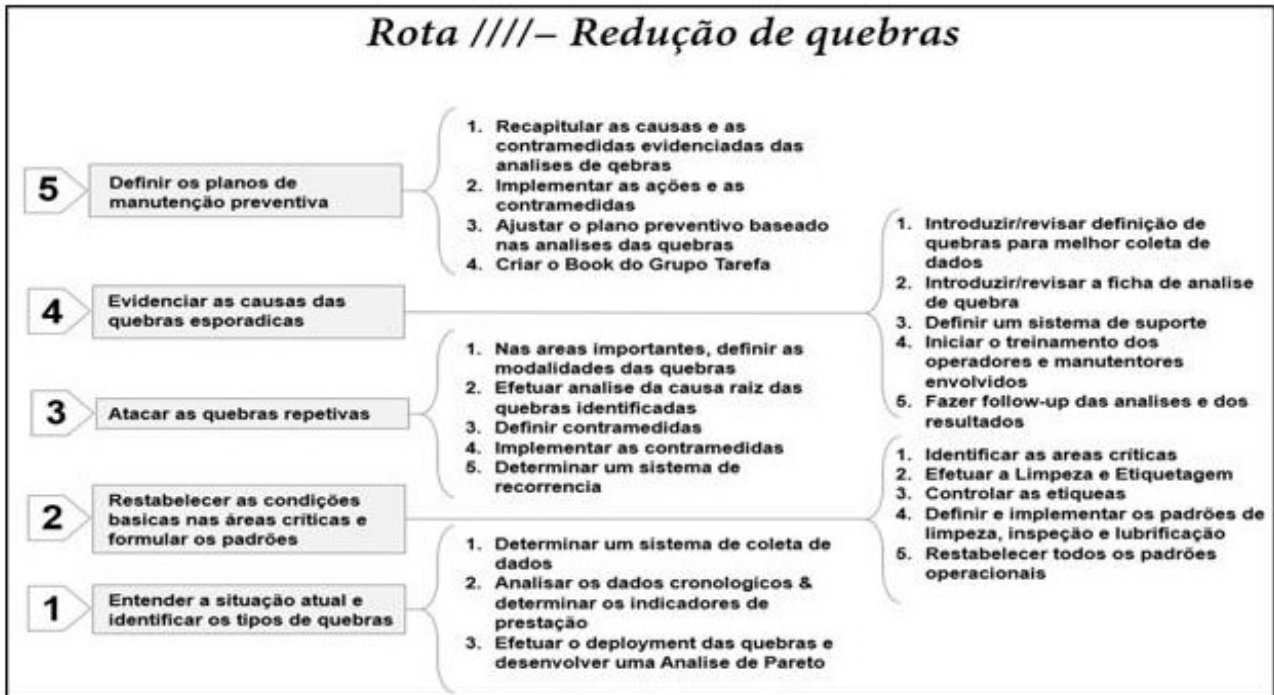 Rota ////– Redução de quebras
5
Definir os planos de
manutenção preventiva
1. Recapitular as causas e as
contramedidas evidenciadas das
analises de qebras
2. Implementar as ações e as
contramedidas
3. Ajustar o plano preventivo baseado
nas analises das quebras
4. Criar o Book do Grupo Tarefa
4
Evidenciar as causas das
quebras esporadicas
1. Introduzir/revisar definição de
quebras para melhor coleta de
dados
2. Introduzir/revisar a ficha de analise
de quebra
3. Definir um sistema de suporte
4. Iniciar o treinamento dos
operadores e manutentores
envolvidos
5. Fazer follow-up das analises e dos
resultados
3
Atacar as quebras repetivas
1. Nas areas importantes, definir as
modalidades das quebras
2. Efetuar analise da causa raiz das
quebras identificadas
3. Definir contramedidas
4. Implementar as contramedidas
5. Determinar um sistema de
recorrencia
2
Restabelecer as condições
basicas nas áreas críticas e
formular os padrões
1. Identificar as areas críticas
2. Efetuar a Limpeza e Etiquetagem
3. Controlar as etiqueas
4. Definir e implementar os padrões de
limpeza, inspeção e lubrificação
5. Restabelecer todos os padrões
operacionais
1
Entender a situação atual e
identificar os tipos de quebras
1. Determinar um sistema de coleta de
dados
2. Analisar os dados cronologicos &
determinar os indicadores de
prestação
3. Efetuar o deployment das quebras e
desenvolver uma Analise de Pareto